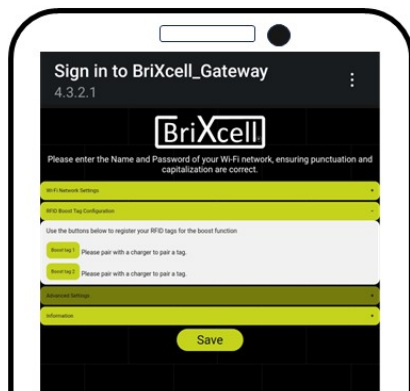 Sign in to BriXcell_Gateway
4.3.2.1
BriXcell
Please enter the Name and Password of your Wi-Fi network, ensuring punctuation and
capitalization are correct.
Wi-Fi Network Settings +
RFID Boost Tag Configuration -
Use the buttons below to register your RFID tags for the boost function
Boost tag 1 Please pair with a charger to pair a tag.
Boost tag 2 Please pair with a charger to pair a tag.
Advanced Settings +
Information +
Save